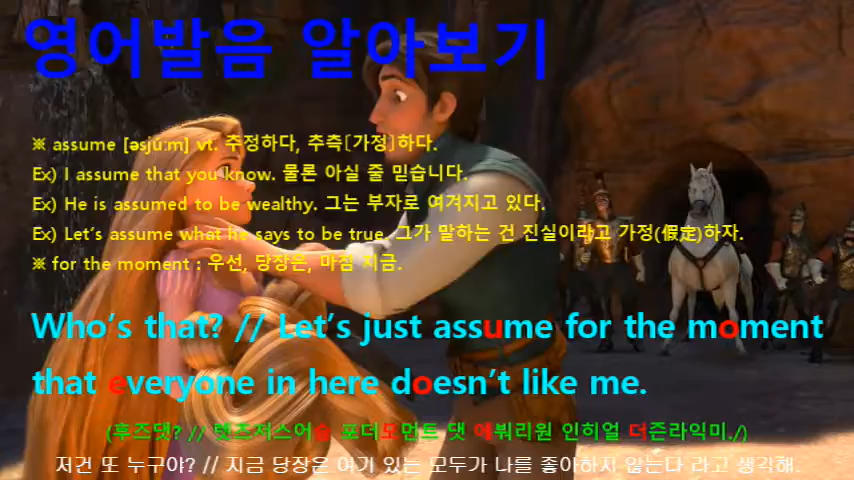 영어발음 알아보기
※ assume [əsjúːm] vt. 추정하다, 추측〔가정〕하다.
Ex) I assume that you know. 물론 아실 줄 믿습니다.
Ex) He is assumed to be wealthy. 그는 부자로 여겨지고 있다.
Ex) Let's assume what he says to be true. 그가 말하는 건 진실이라고 가정(假定)하자.
※ for the moment : 우선, 당장은, 마침 지금.
Who's that? // Let's just assume for the moment
that everyone in here doesn't like me.
(후즈댓? // 렛즈저스어슘 포더모먼트 댓 에붜리원 인히얼 더즌라익미./)
저건 또 누구야? // 지금 당장은 여기 있는 모두가 나를 좋아하지 않는다 라고 생각해.